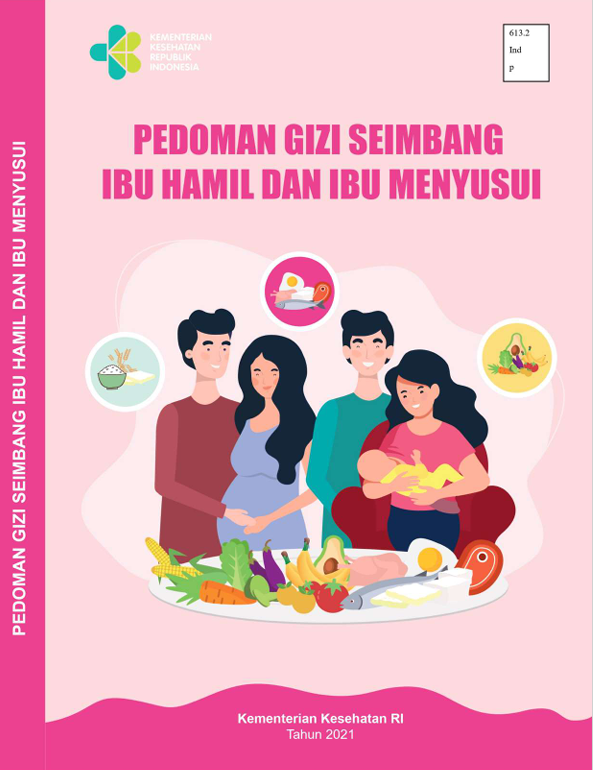 KEMENTERIAN
KESEHATAN
REPUBLIK
INDONESIA
613.2
Ind
p
PEDOMAN GIZI SEIMBANG
IBU HAMIL DAN IBU MENYUSUI
PEDOMAN GIZI SEIMBANG IBU HAMIL DAN IBU MENYUSUI
Kementerian Kesehatan RI
Tahun 2021